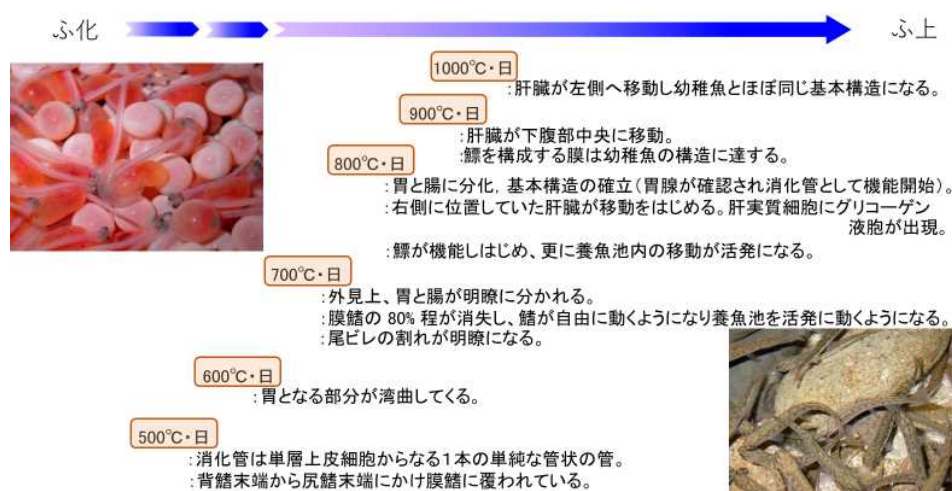 ふ化
ふ上
1000℃・日
:肝臓が左側へ移動し幼稚魚とほぼ同じ基本構造になる。
900℃・日
:肝臓が下腹部中央に移動。
:鰾を構成する膜は幼稚魚の構造に達する。
800℃・日
:胃と腸に分化，基本構造の確立（胃腺が確認され消化管として機能開始）。
:右側に位置していた肝臓が移動をはじめる。肝実質細胞にグリコーゲン
液胞が出現。
:鰾が機能しはじめ、更に養魚池内の移動が活発になる。
700℃・日
:外見上、胃と腸が明瞭に分かれる。
:膜鰭の 80% 程が消失し、鰭が自由に動くようになり養魚池を活発に動くようになる。
:尾ビレの割れが明瞭になる。
600℃・日
:胃となる部分が湾曲してくる。
500℃・日
:消化管は単層上皮細胞からなる１本の単純な管状の管。
:背鰭末端から尻鰭末端にかけ膜鰭に覆われている。